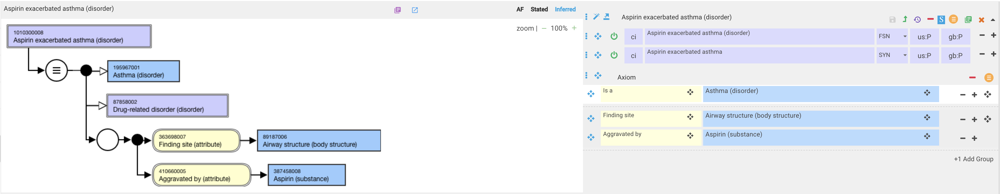 Aspirin exacerbated asthma (disorder)
AF Stated Inferred
zoom | − 100% +
1010300008
Aspirin exacerbated asthma (disorder)
195967001
Asthma (disorder)
87858002
Drug-related disorder (disorder)
363698007
Finding site (attribute)
89187006
Airway structure (body structure)
410660005
Aggravated by (attribute)
387458008
Aspirin (substance)
Aspirin exacerbated asthma (disorder)
S
ci Aspirin exacerbated asthma (disorder) FSN us:P gb:P
ci Aspirin exacerbated asthma SYN us:P gb:P
Axiom
Is a Asthma (disorder)
Finding site Airway structure (body structure)
Aggravated by Aspirin (substance)
+1 Add Group